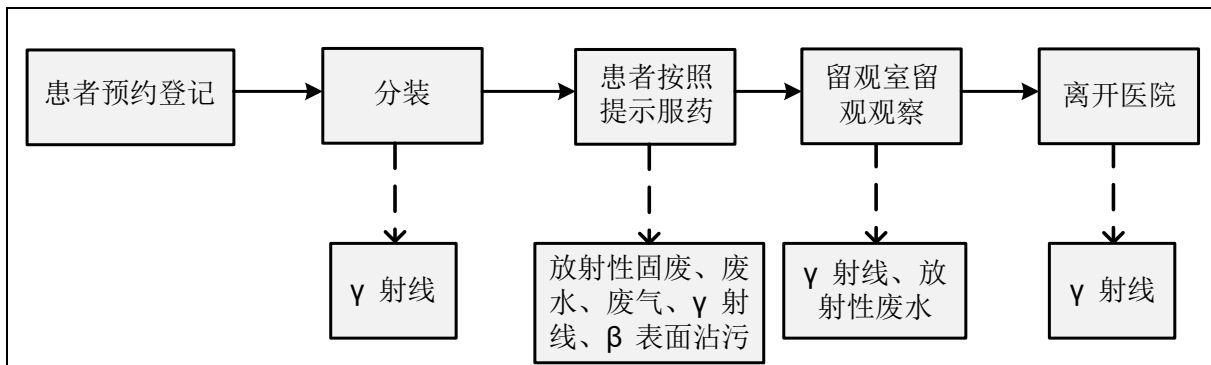 患者预约登记
分装
患者按照
提示服药
留观室留
观观察
离开医院
γ 射线
放射性固废、废
水、废气、γ 射
线、β 表面沾污
γ 射线、放
射性废水
γ 射线